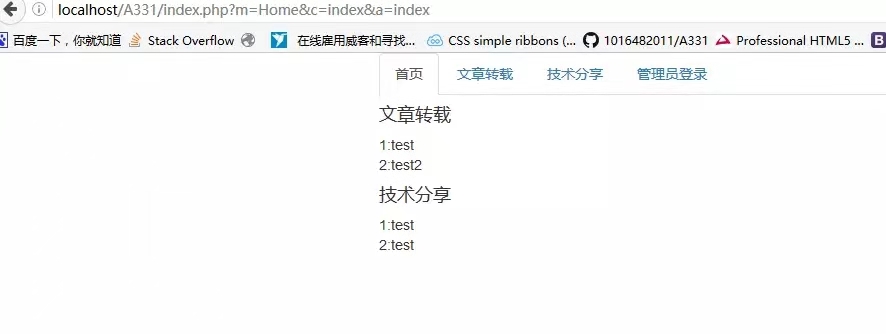 localhost/A331/index.php?m=Home&c=index&a=index
百度一下，你就知道 Stack Overflow 在线雇用威客和寻找... CSS simple ribbons (... 1016482011/A331 Professional HTML5 ... B
首页 文章转载 技术分享 管理员登录
文章转载
1:test
2:test2
技术分享
1:test
2:test